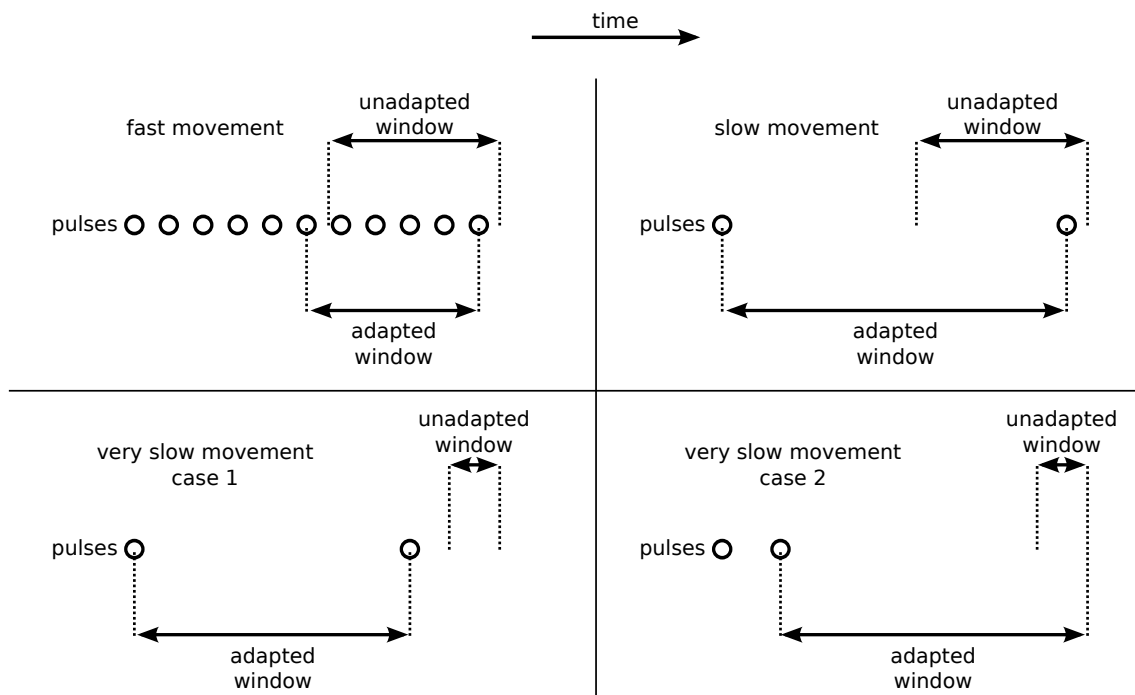 time
fast movement
unadapted
window
pulses
adapted
window
slow movement
unadapted
window
pulses
adapted
window
very slow movement
case 1
unadapted
window
pulses
adapted
window
very slow movement
case 2
unadapted
window
pulses
adapted
window